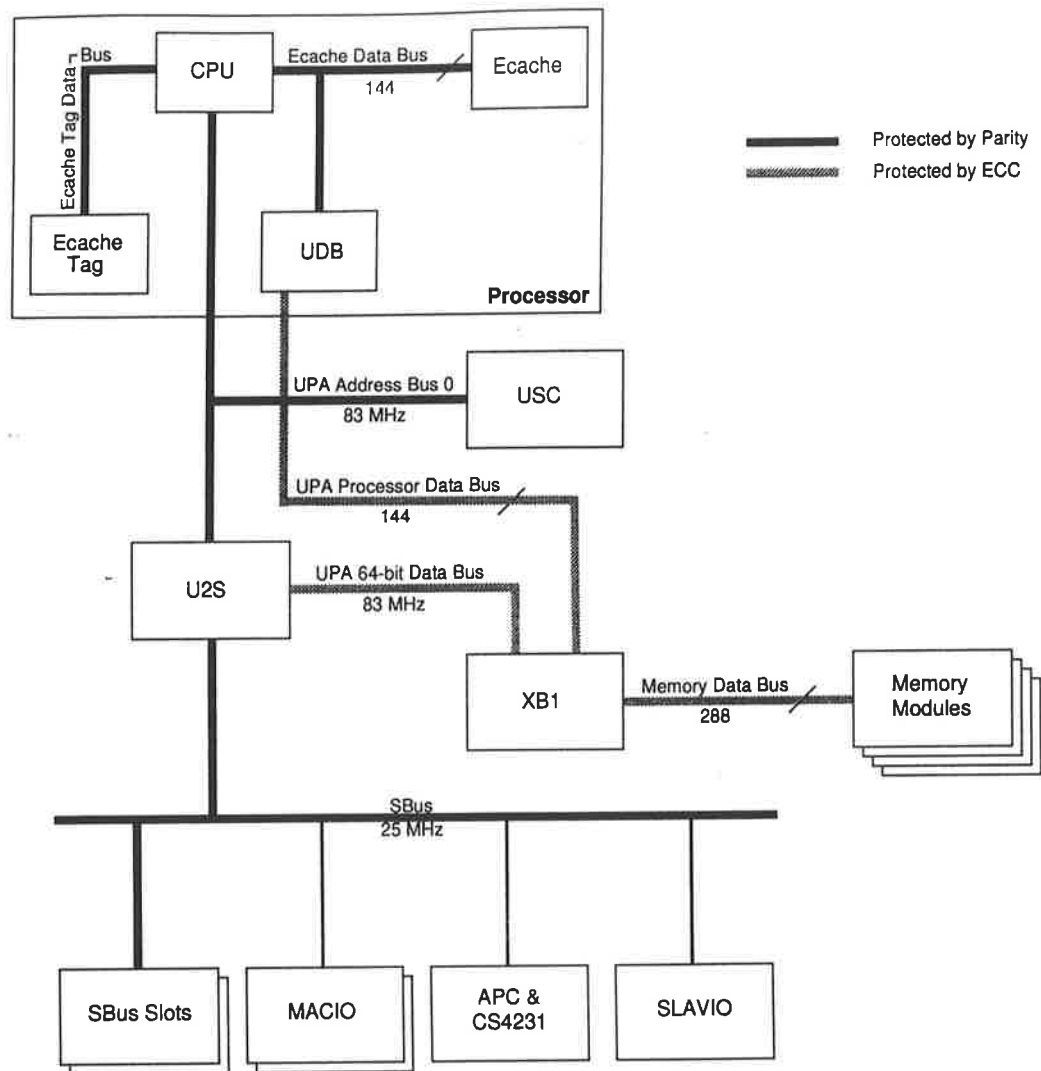 Bus
CPU
Ecache Data Bus
144
Ecache
Ecache Tag Data
Protected by Parity
Protected by ECC
Ecache
Tag
UDB
Processor
UPA Address Bus 0
83 MHz
USC
UPA Processor Data Bus
144
U2S
UPA 64-bit Data Bus
83 MHz
XB1
Memory Data Bus
288
Memory
Modules
SBus
25 MHz
SBus Slots
MACIO
APC &
CS4231
SLAVIO